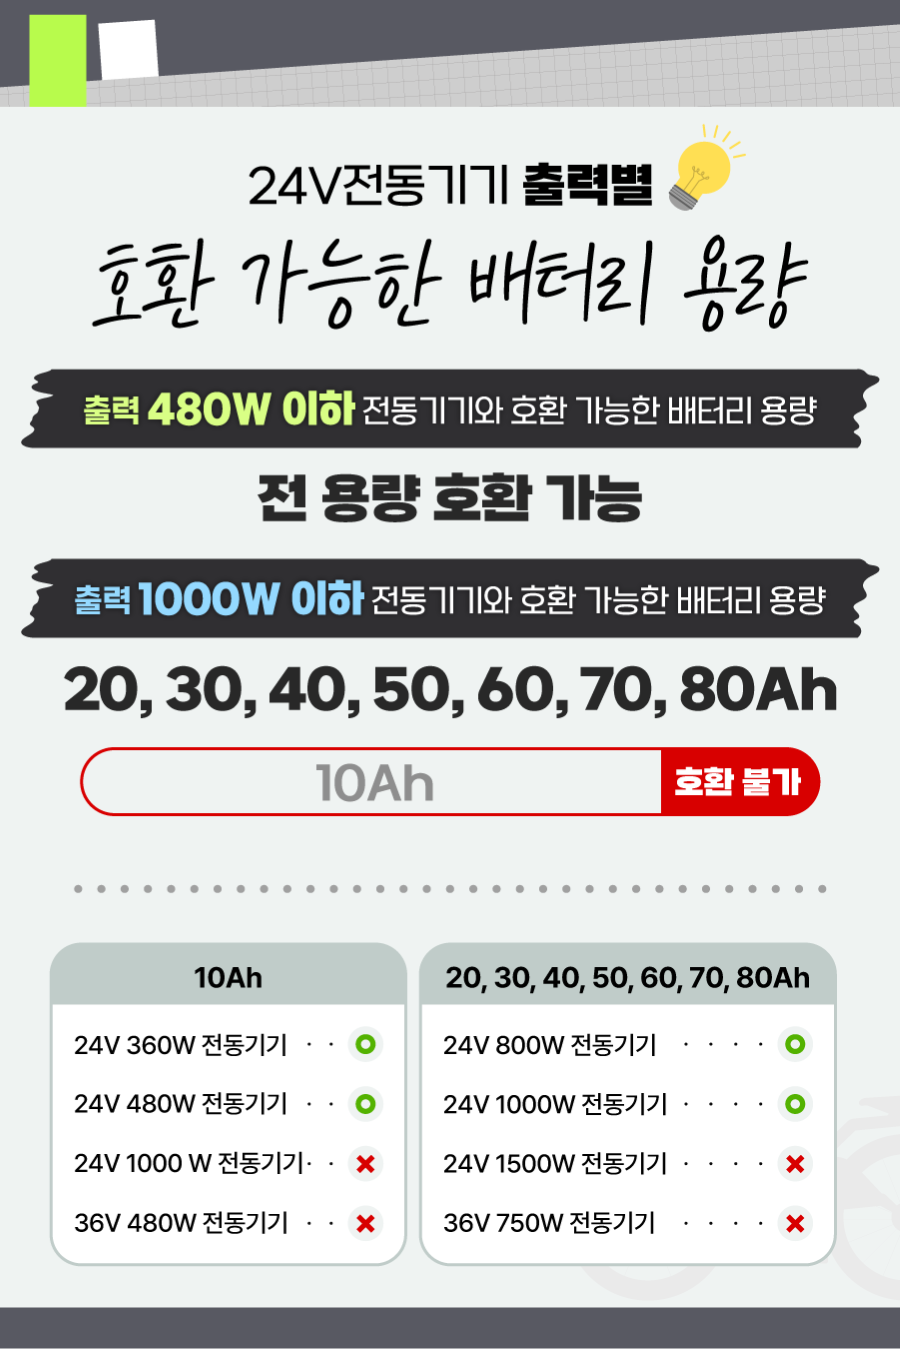 24V전동기기 출력별
호환 가능한 배터리 용량
출력 480W 이하 전동기기와 호환 가능한 배터리 용량
전 용량 호환 가능
출력 1000W 이하 전동기기와 호환 가능한 배터리 용량
20, 30, 40, 50, 60, 70, 80Ah
10Ah 호환 불가
10Ah
24V 360W 전동기기 · ·
24V 480W 전동기기 · ·
24V 1000 W 전동기기 · ·
36V 480W 전동기기 · ·
20, 30, 40, 50, 60, 70, 80Ah
24V 800W 전동기기 · · · ·
24V 1000W 전동기기 · · · ·
24V 1500W 전동기기 · · · ·
36V 750W 전동기기 · · · ·